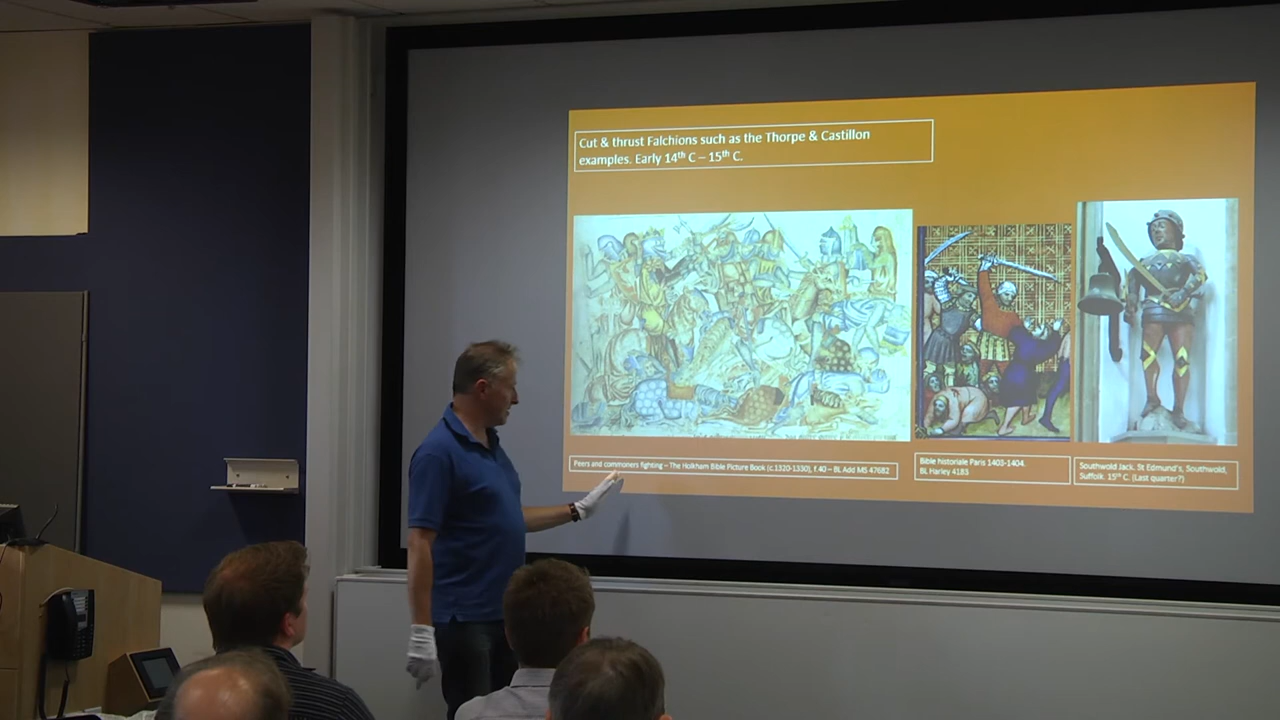 Cut & thrust Falchions such as the Thorpe & Castillon
examples. Early 14th C – 15th C.
Peers and commoners fighting – The Holkham Bible Picture Book (c.1320-1330), f.40 – BL Add MS 47682
Bible historiale Paris 1403-1404.
BL Harley 4183
Southwold Jack. St Edmund's, Southwold,
Suffolk. 15th C. (Last quarter?)